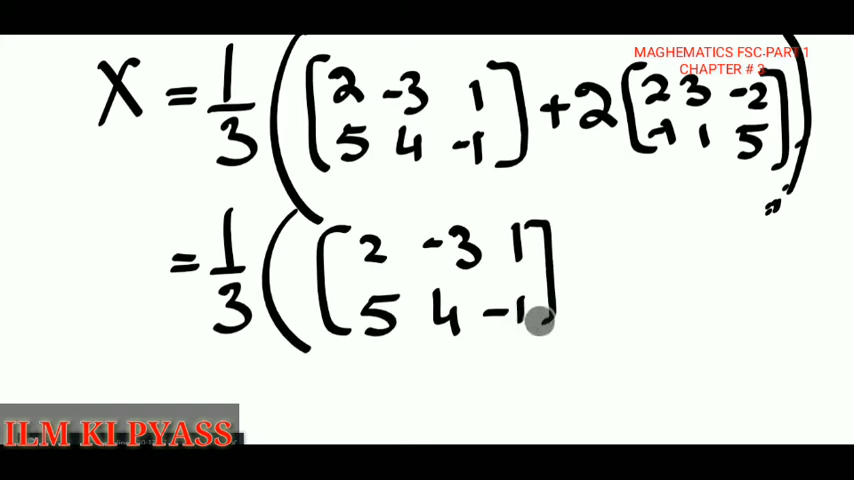 MAGHEMATICS FSC-PART 1
CHAPTER # 3
X = 1/3 ( [ 2 -3 1 ; 5 4 -1 ] + 2 [ 2 3 -2 ; -1 1 5 ] )
= 1/3 ( [ 2 -3 1 ; 5 4 -1 ]
ILM KI PYASS